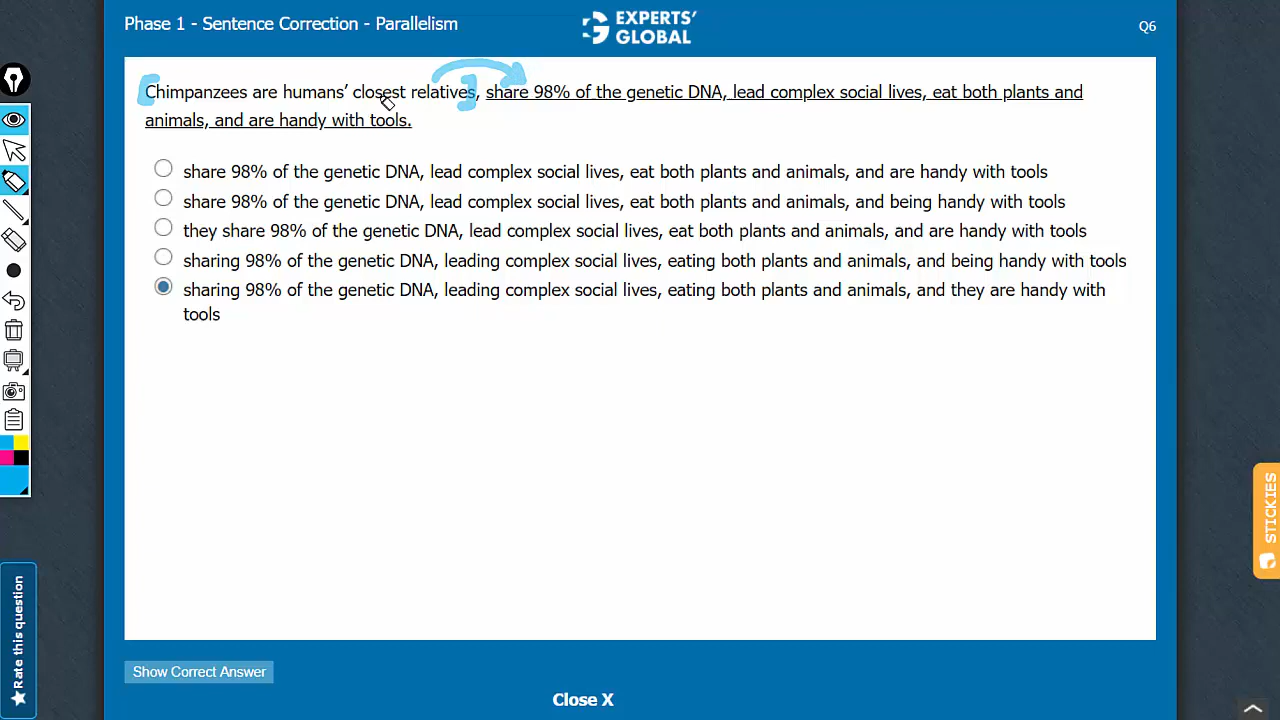 Phase 1 - Sentence Correction - Parallelism
EXPERTS'
GLOBAL
Q6
Chimpanzees are humans' closest relatives, share 98% of the genetic DNA, lead complex social lives, eat both plants and
animals, and are handy with tools.
share 98% of the genetic DNA, lead complex social lives, eat both plants and animals, and are handy with tools
share 98% of the genetic DNA, lead complex social lives, eat both plants and animals, and being handy with tools
they share 98% of the genetic DNA, lead complex social lives, eat both plants and animals, and are handy with tools
sharing 98% of the genetic DNA, leading complex social lives, eating both plants and animals, and being handy with tools
sharing 98% of the genetic DNA, leading complex social lives, eating both plants and animals, and they are handy with
tools
STICKIES
Rate this question
Show Correct Answer
Close X